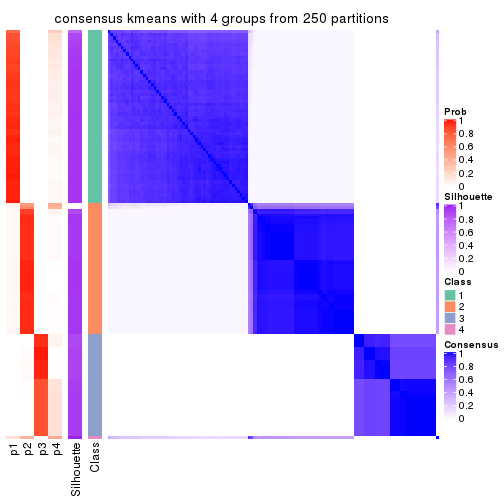 consensus kmeans with 4 groups from 250 partitions
Prob
1
0.8
0.6
0.4
0.2
0
Silhouette
1
0.8
0.6
0.4
0.2
0
Class
1
2
3
4
Consensus
1
0.8
0.6
0.4
0.2
0
p1
p2
p3
p4
Silhouette
Class